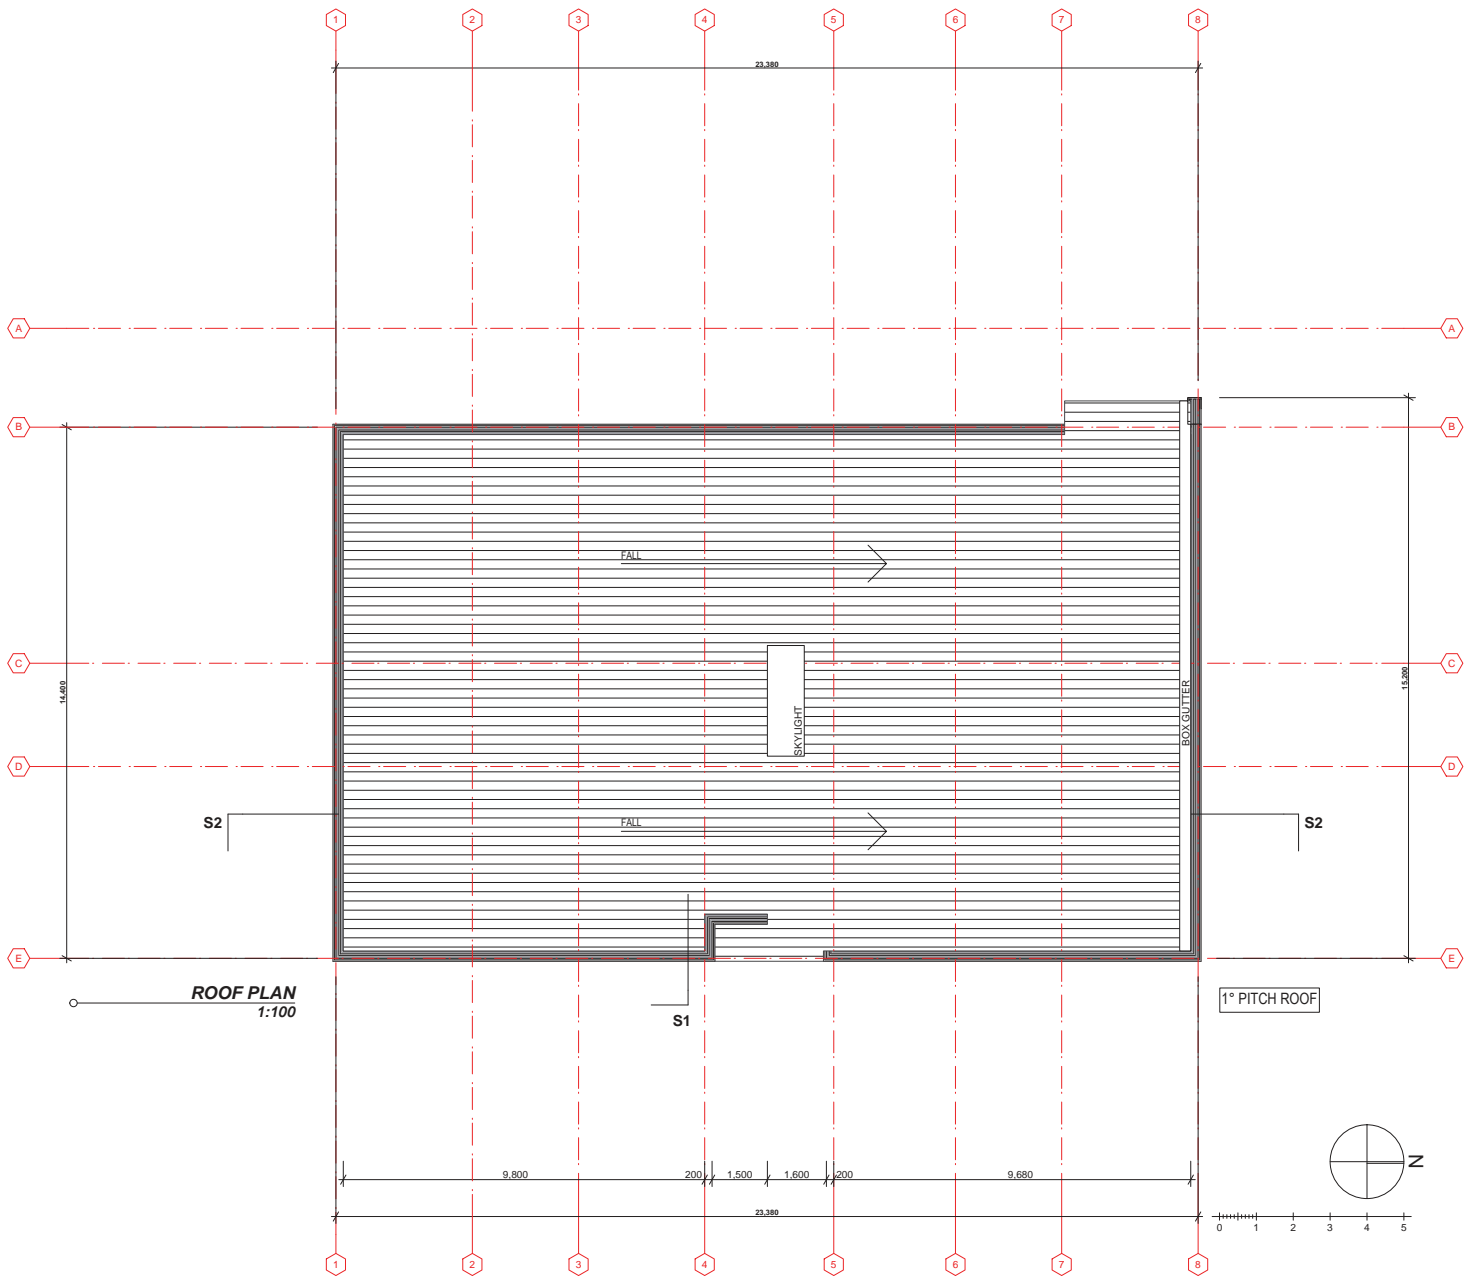 1 2 3 4 5 6 7 8
23,380
A A
B B
FALL
C C
14,400
15,200
SKYLIGHT
BOX GUTTER
D D
S2 FALL S2
E E
ROOF PLAN
1:100
1° PITCH ROOF
S1
N
9,800 200 1,500 1,600 200 9,680
23,380
0 1 2 3 4 5
1 2 3 4 5 6 7 8